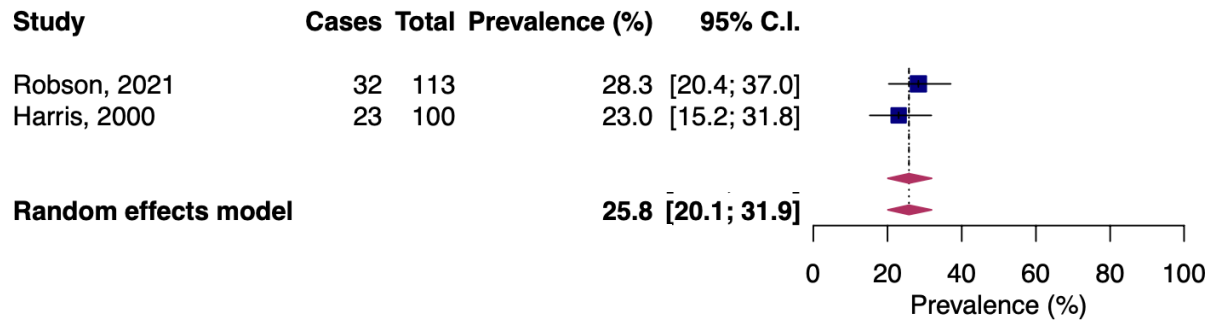 Study Cases Total Prevalence (%) 95% C.I.
Robson, 2021 32 113 28.3 [20.4; 37.0]
Harris, 2000 23 100 23.0 [15.2; 31.8]
Random effects model 25.8 [20.1; 31.9]
0 20 40 60 80 100
Prevalence (%)